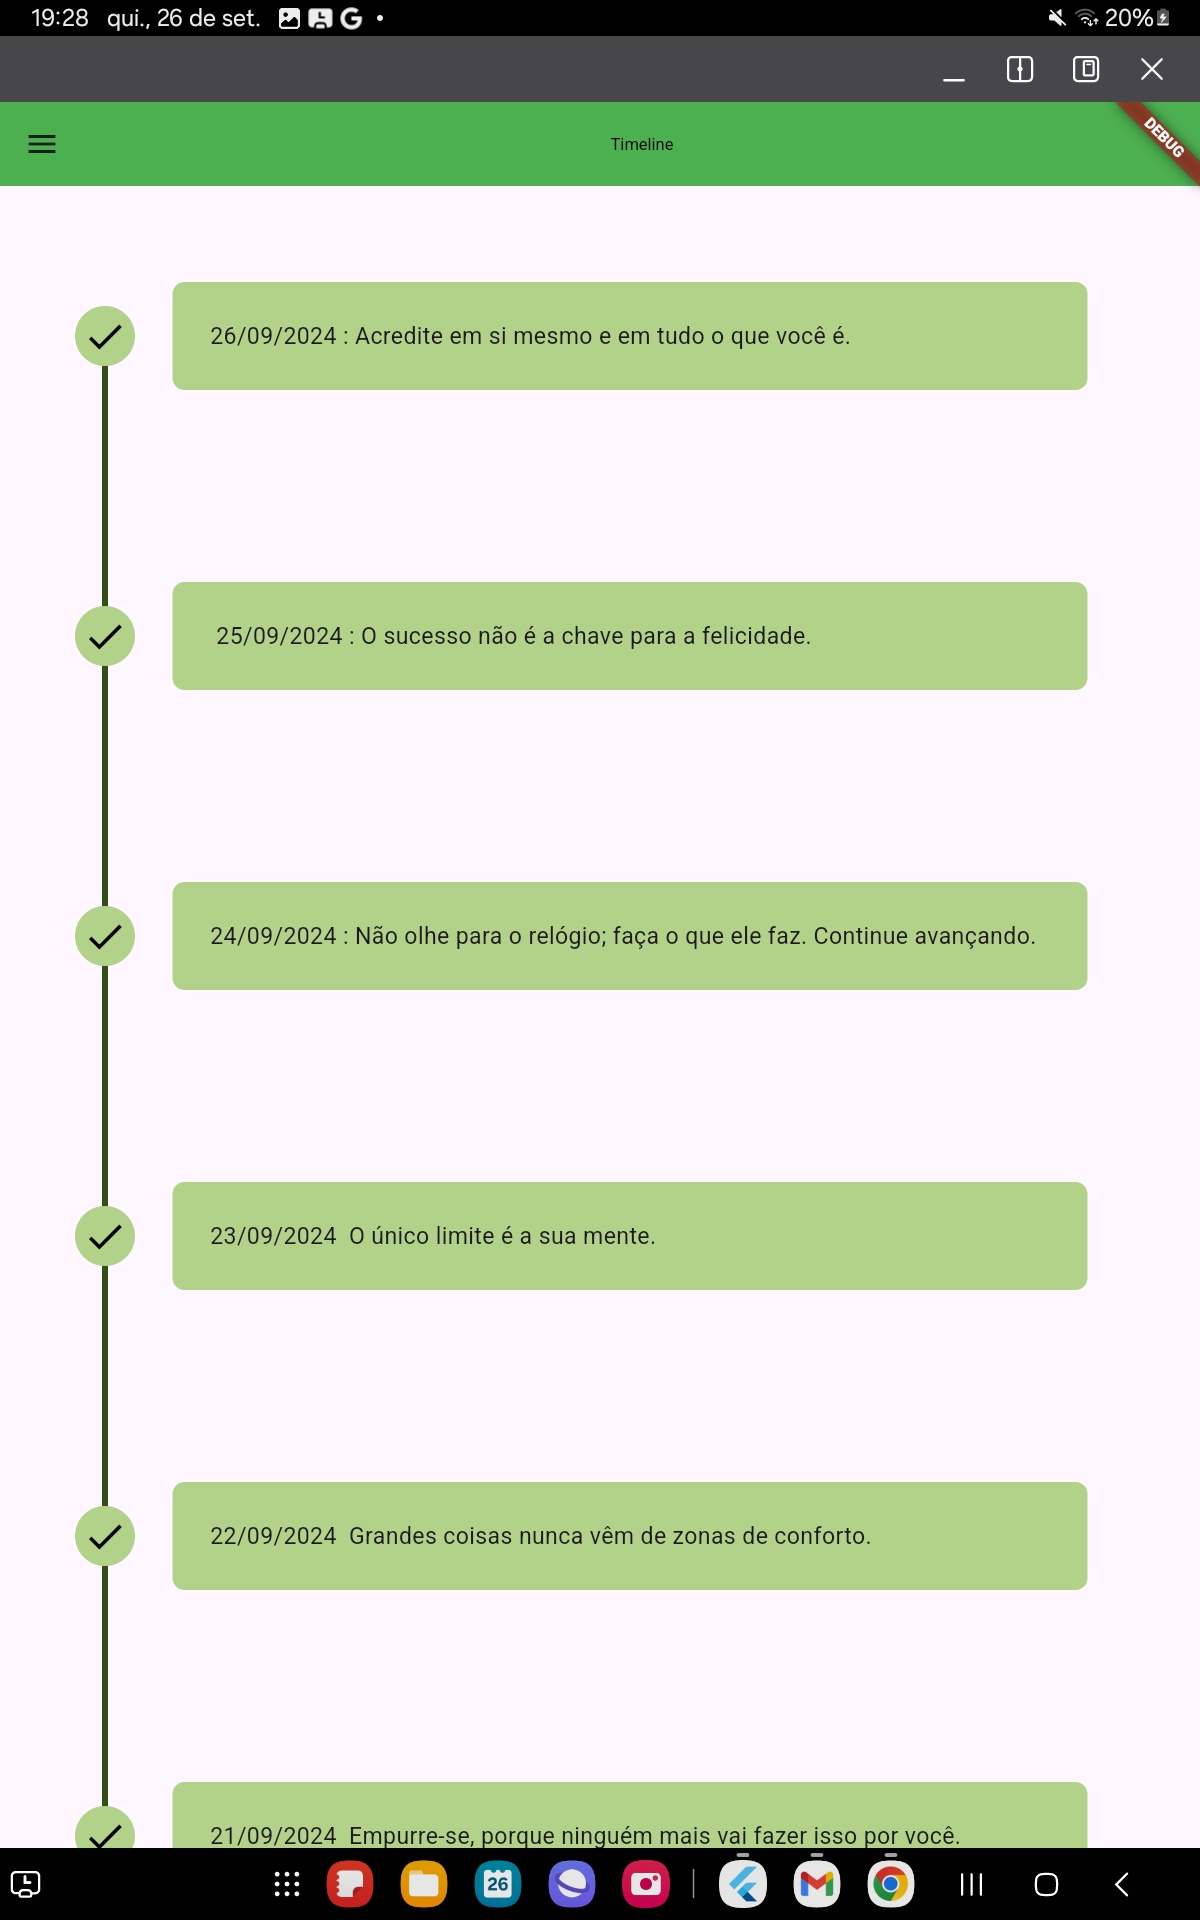 19:28 qui., 26 de set. 20%
Timeline
DEBUG
26/09/2024 : Acredite em si mesmo e em tudo o que você é.
25/09/2024 : O sucesso não é a chave para a felicidade.
24/09/2024 : Não olhe para o relógio; faça o que ele faz. Continue avançando.
23/09/2024  O único limite é a sua mente.
22/09/2024  Grandes coisas nunca vêm de zonas de conforto.
21/09/2024  Empurre-se, porque ninguém mais vai fazer isso por você.
26